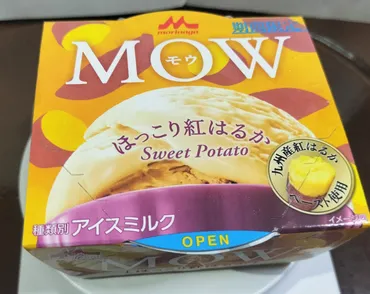 morinaga
MOW
モウ
ほっこり紅はるか
Sweet Potato
九州産紅はるか
ペースト使用
種類別 アイスミルク
イメージ
OPEN
MOW